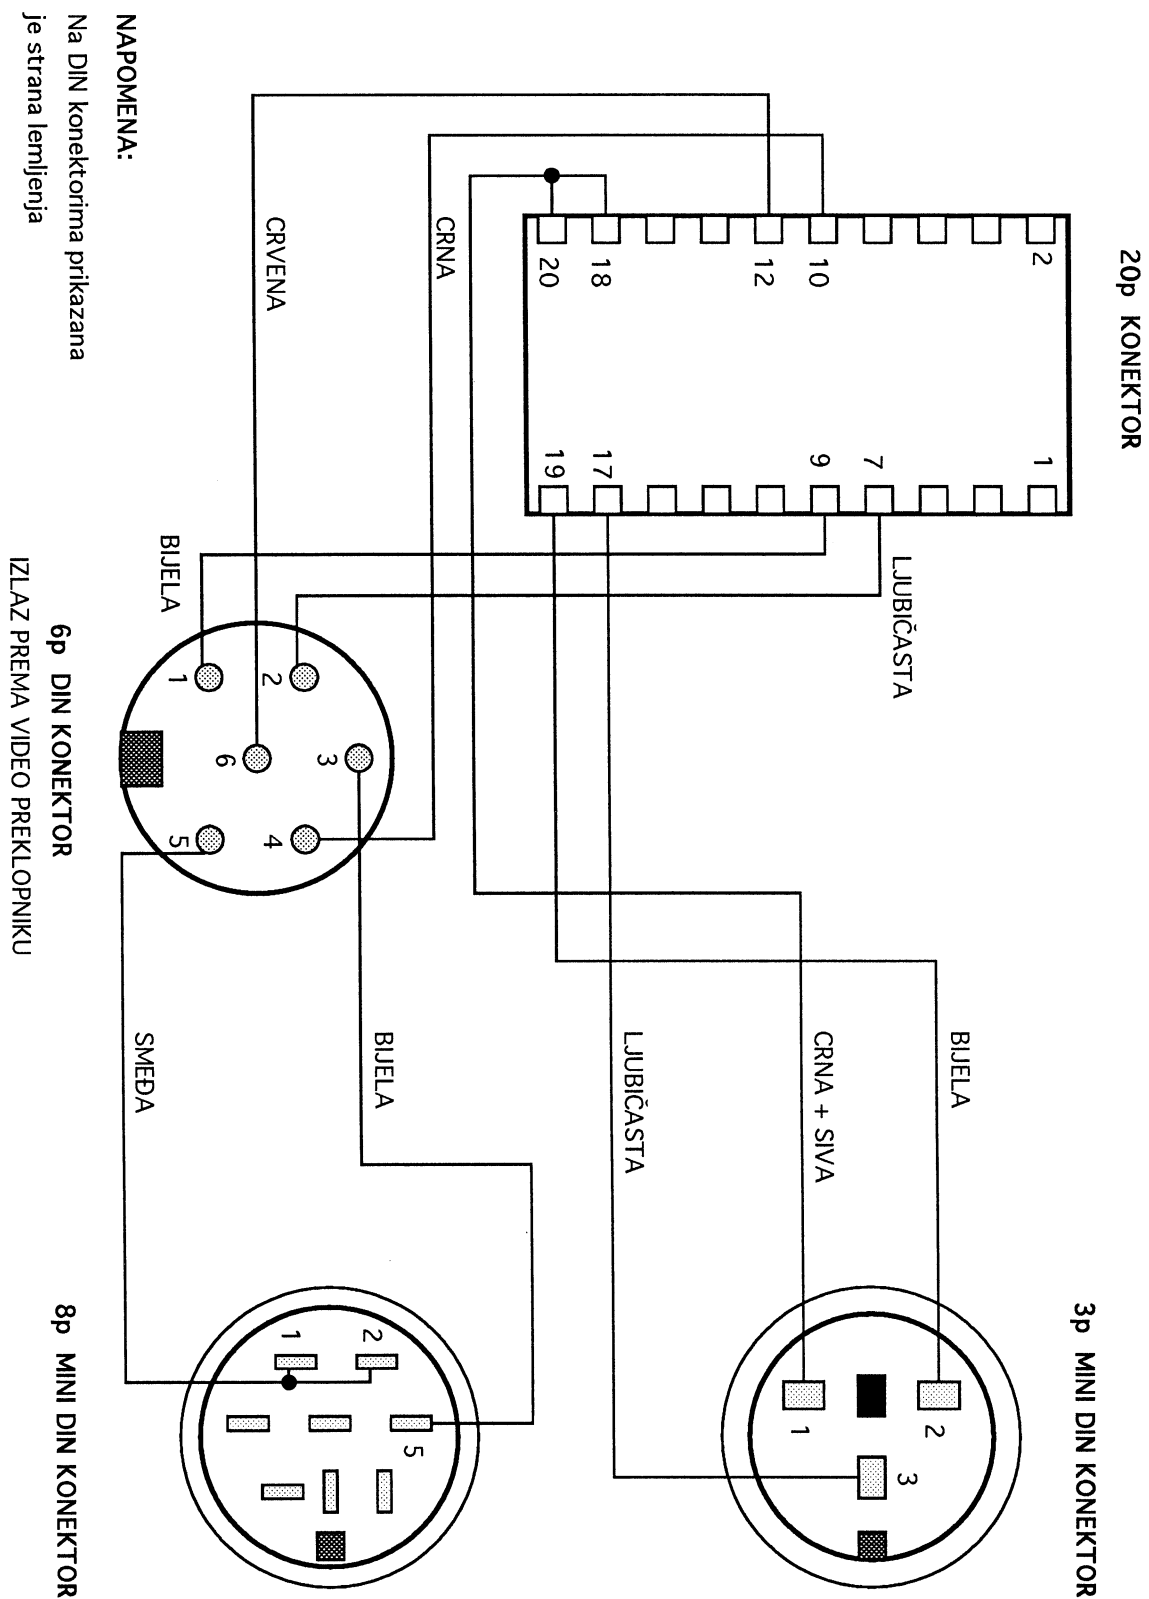 20p KONEKTOR
2
10
12
18
20
1
7
9
17
19
CRVENA
CRNA
LJUBIČASTA
BIJELA
1
2
3
4
5
6
6p DIN KONEKTOR
IZLAZ PREMA VIDEO PREKLOPNIKU
BIJELA
CRNA + SIVA
LJUBIČASTA
BIJELA
SMEĐA
3p MINI DIN KONEKTOR
2
1
3
8p MINI DIN KONEKTOR
2
1
5
NAPOMENA:
Na DIN konektorima prikazana
je strana lemljenja